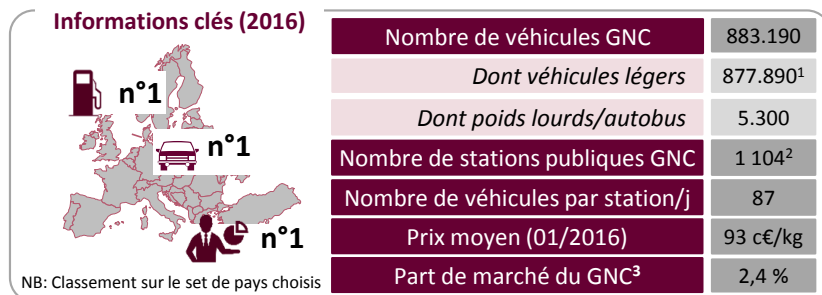 Informations clés (2016)
n°1
n°1
n°1
NB: Classement sur le set de pays choisis
Nombre de véhicules GNC 883.190
Dont véhicules légers 877.890¹
Dont poids lourds/autobus 5.300
Nombre de stations publiques GNC 1 104²
Nombre de véhicules par station/j 87
Prix moyen (01/2016) 93 c€/kg
Part de marché du GNC³ 2,4 %